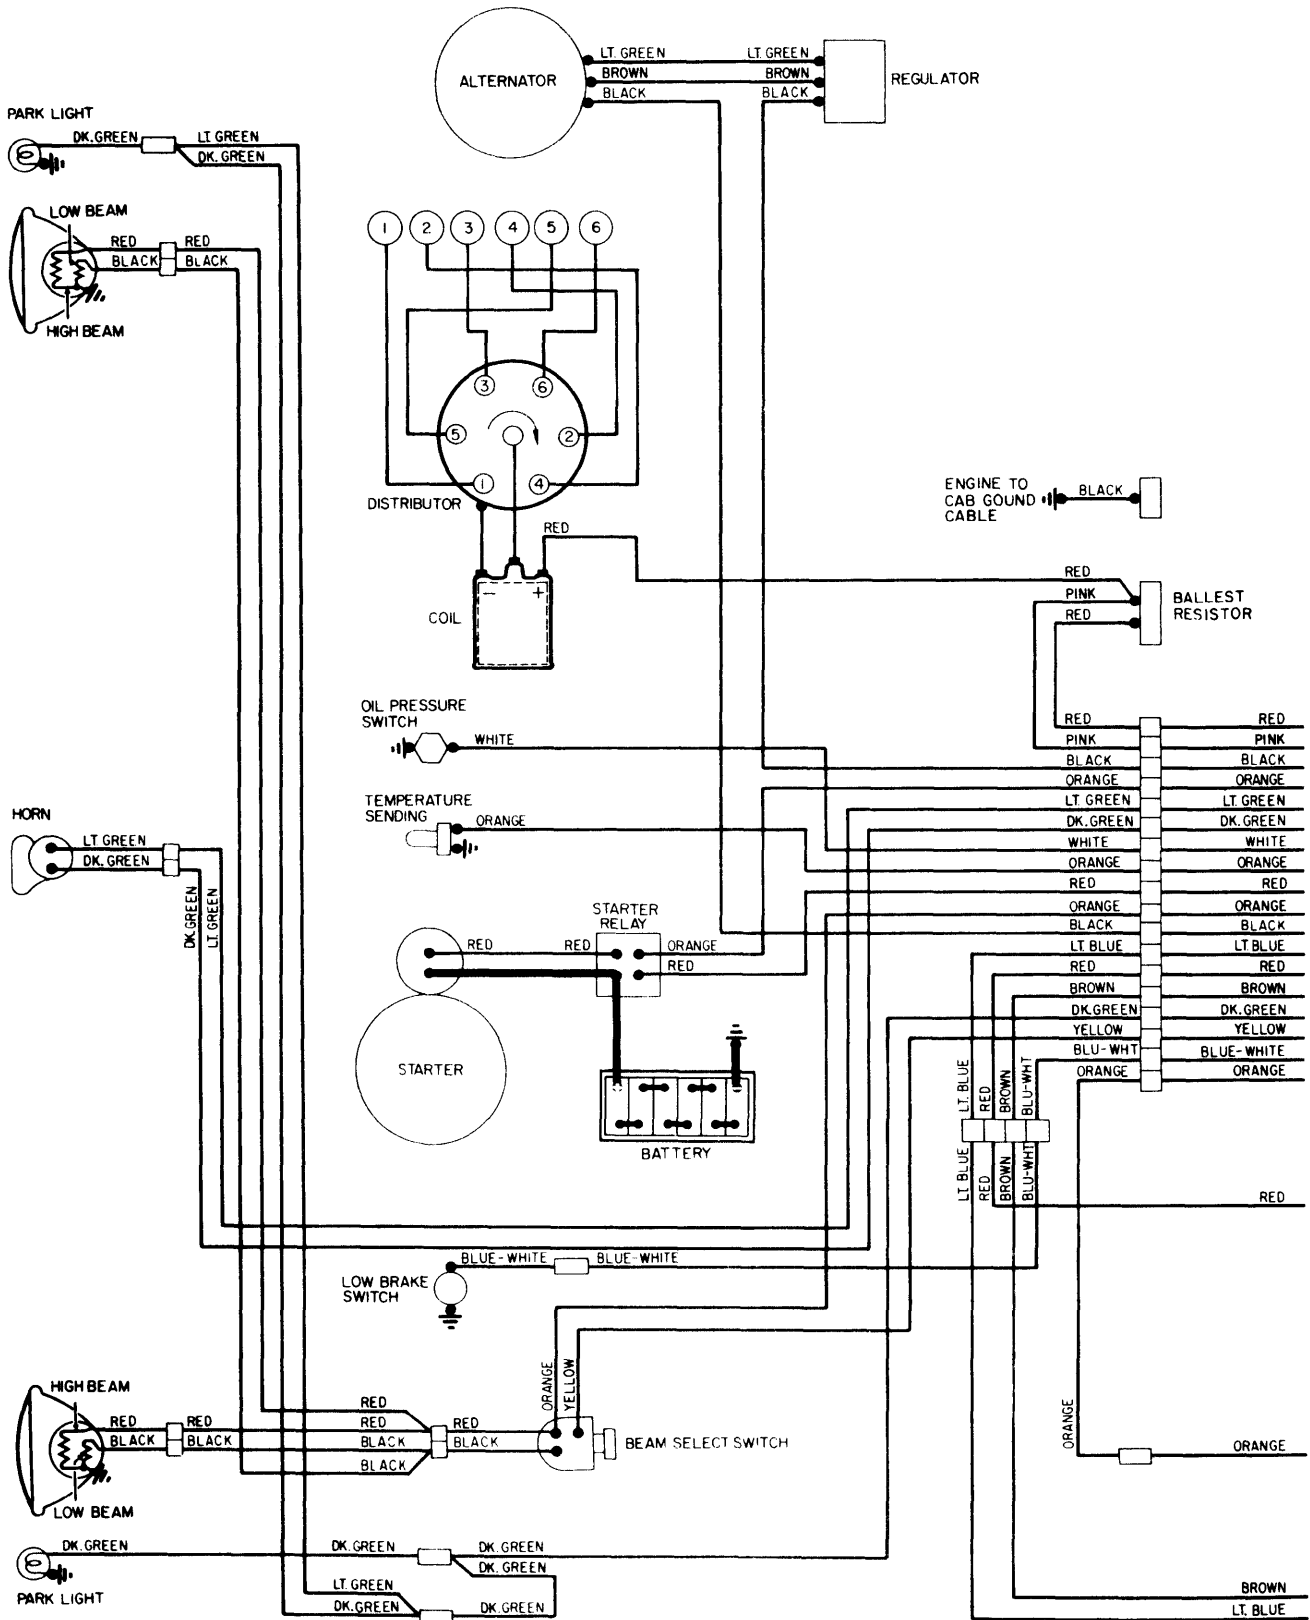 LT. GREEN
LT. GREEN
BROWN
BROWN
BLACK
BLACK
ALTERNATOR
REGULATOR
PARK LIGHT
DK.GREEN
LT. GREEN
DK. GREEN
LOW BEAM
RED
RED
BLACK
BLACK
HIGH BEAM
1
2
3
4
5
6
3
6
5
2
1
4
DISTRIBUTOR
ENGINE TO
CAB GOUND
CABLE
BLACK
RED
RED
PINK
RED
BALLEST
RESISTOR
COIL
-
+
OIL PRESSURE
SWITCH
WHITE
TEMPERATURE
SENDING
ORANGE
HORN
LT GREEN
DK. GREEN
DK.GREEN
LT.GREEN
RED
RED
PINK
PINK
BLACK
BLACK
ORANGE
ORANGE
LT. GREEN
LT. GREEN
DK.GREEN
DK.GREEN
WHITE
WHITE
ORANGE
ORANGE
RED
RED
ORANGE
ORANGE
BLACK
BLACK
LT. BLUE
LT. BLUE
RED
RED
BROWN
BROWN
DK.GREEN
DK.GREEN
YELLOW
YELLOW
BLU-WHT
BLUE-WHITE
ORANGE
ORANGE
STARTER
RELAY
RED
RED
ORANGE
RED
STARTER
BATTERY
LT. BLUE
RED
BROWN
BLU-WHT
LT. BLUE
RED
BROWN
BLU-WHT
RED
BLUE-WHITE
BLUE-WHITE
LOW BRAKE
SWITCH
ORANGE
YELLOW
BEAM SELECT SWITCH
HIGH BEAM
RED
RED
BLACK
BLACK
LOW BEAM
RED
RED
RED
BLACK
BLACK
BLACK
ORANGE
ORANGE
DK.GREEN
DK.GREEN
DK. GREEN
DK. GREEN
PARK LIGHT
LT. GREEN
DK.GREEN
DK.GREEN
BROWN
LT. BLUE